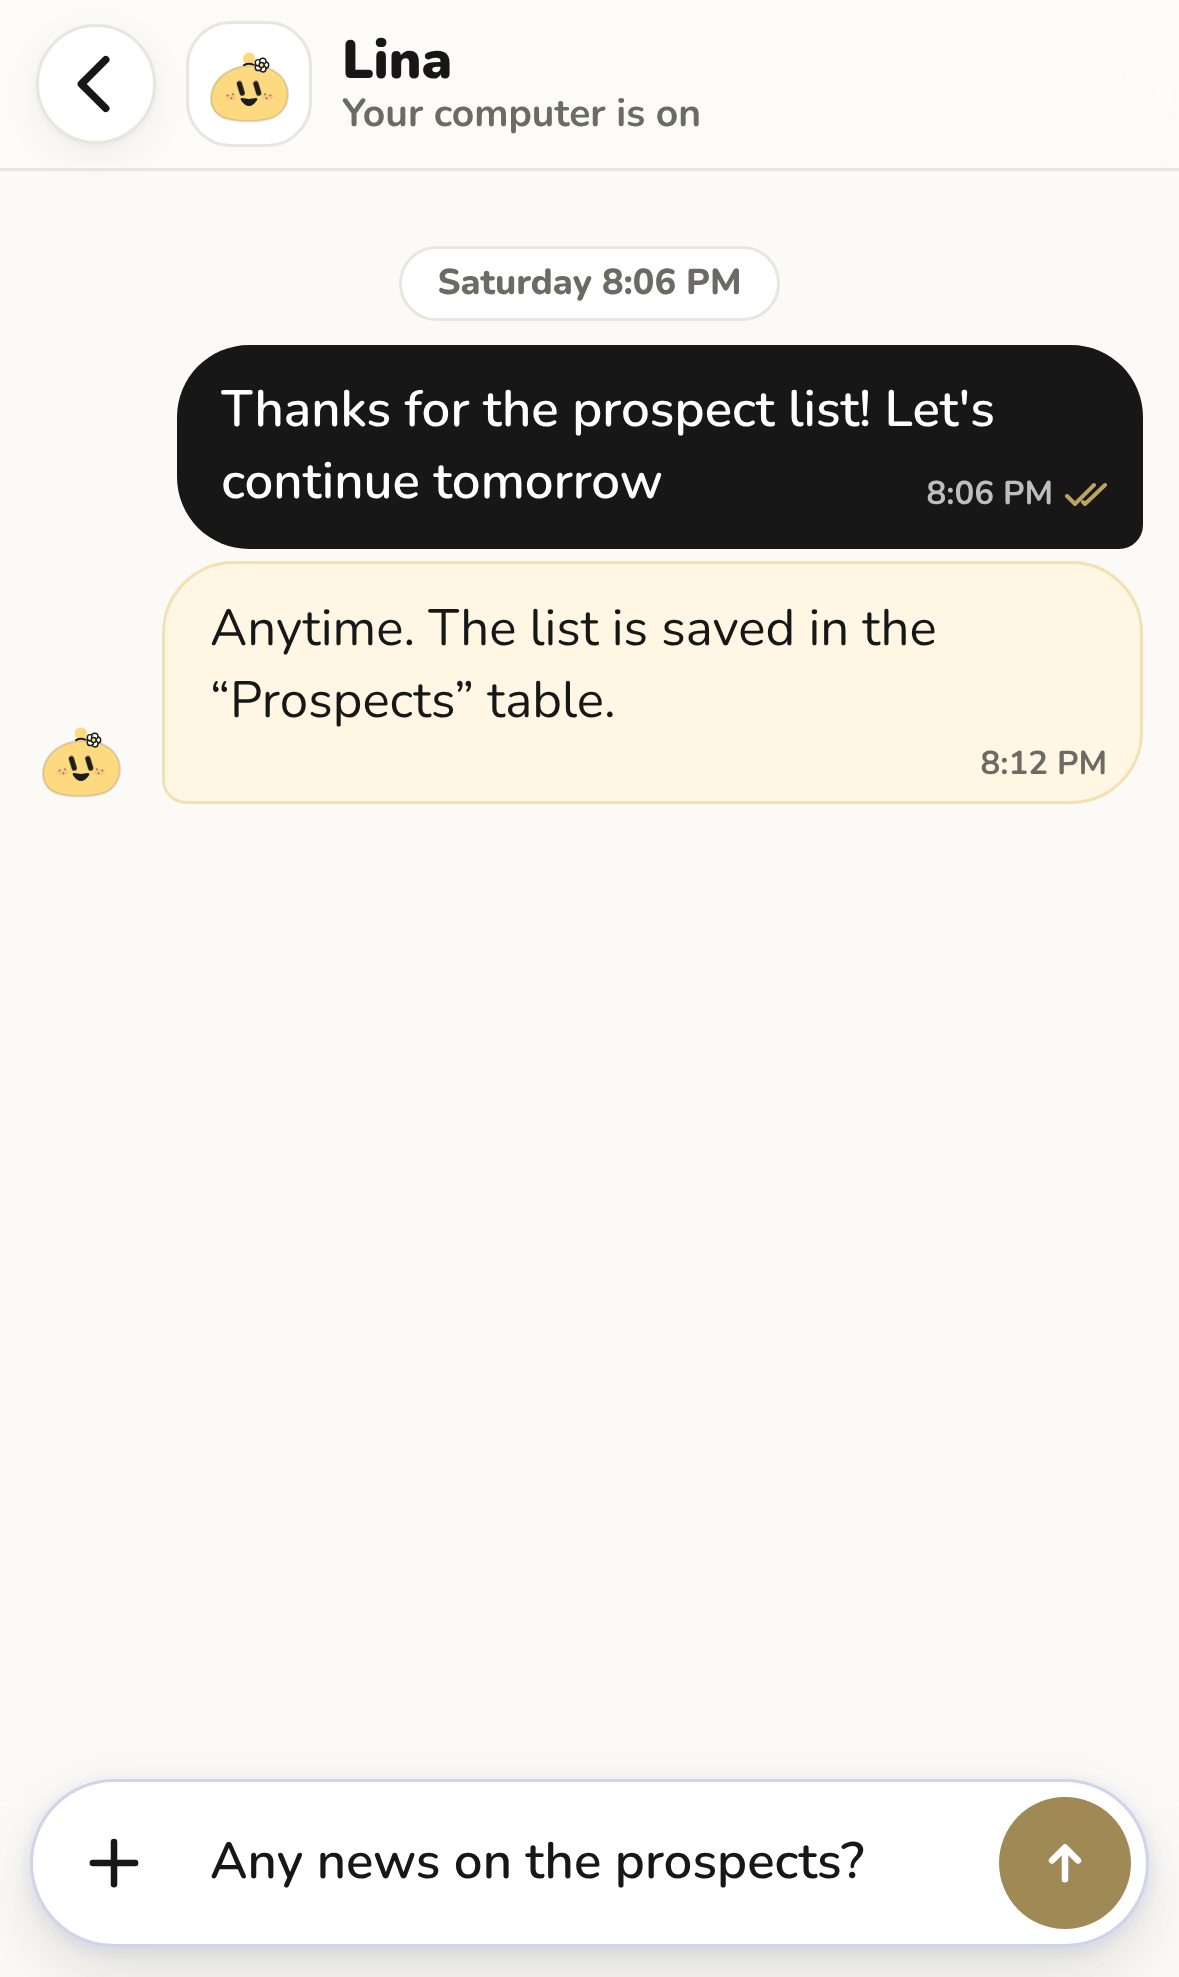 Lina
Your computer is on
Saturday 8:06 PM
Thanks for the prospect list! Let's
continue tomorrow
8:06 PM
Anytime. The list is saved in the
“Prospects” table.
8:12 PM
Any news on the prospects?